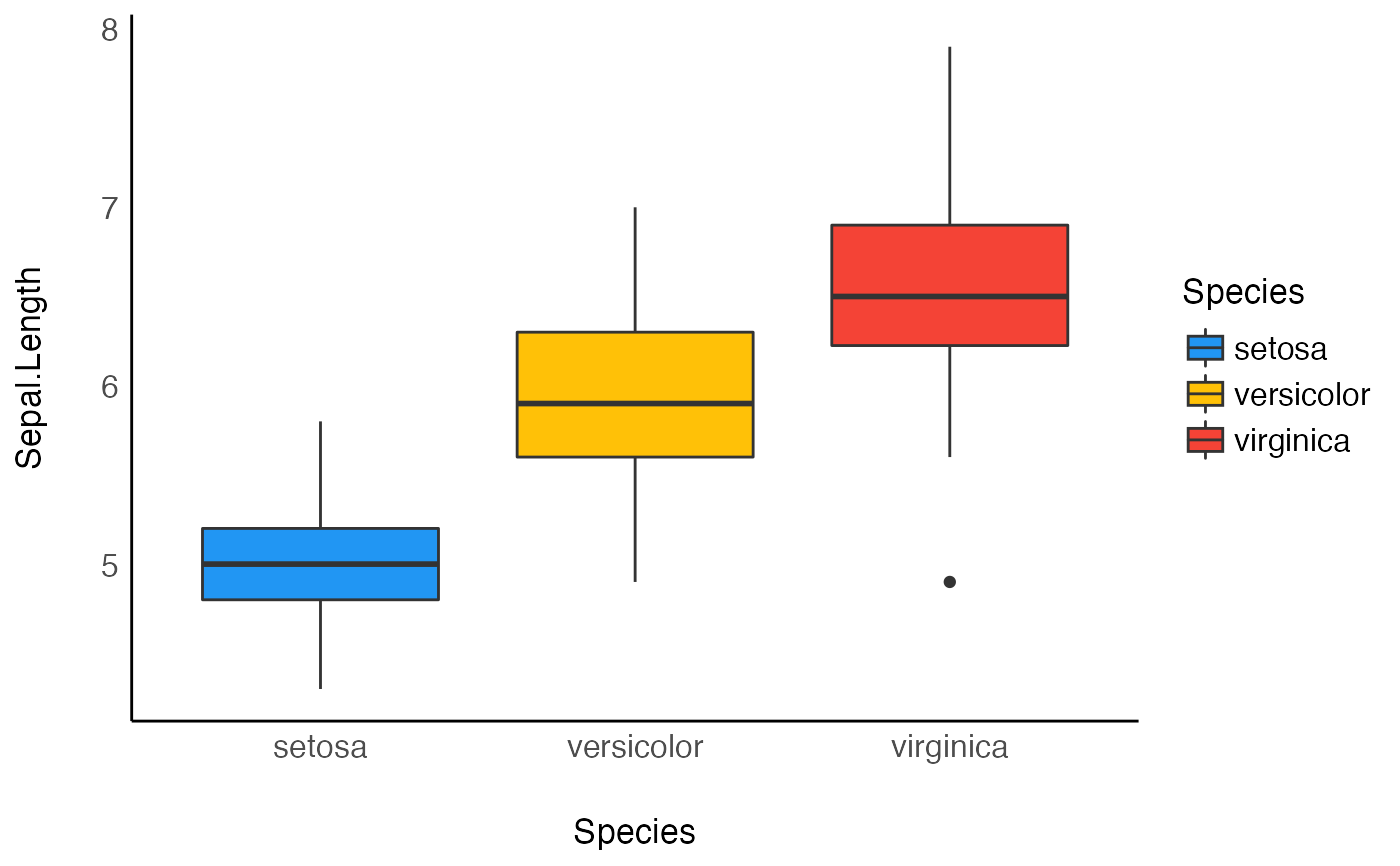 8
7
6
5
Sepal.Length
setosa
versicolor
virginica
Species
Species
setosa
versicolor
virginica